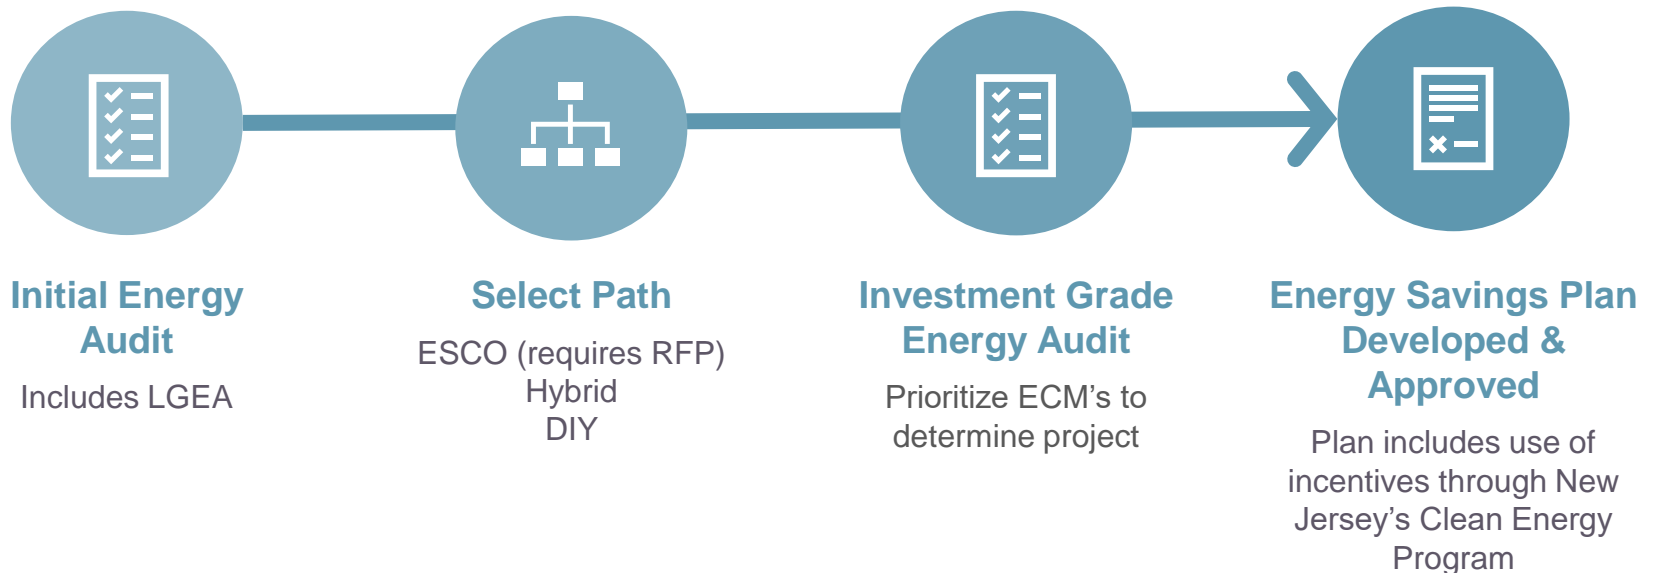 Initial Energy
Audit
Includes LGEA
Select Path
ESCO (requires RFP)
Hybrid
DIY
Investment Grade
Energy Audit
Prioritize ECM's to
determine project
Energy Savings Plan
Developed &
Approved
Plan includes use of
incentives through New
Jersey's Clean Energy
Program